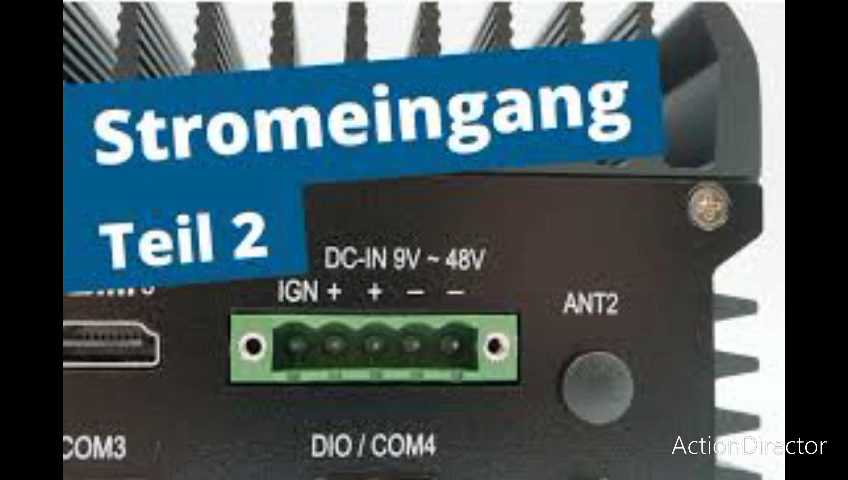 Stromeingang
Teil 2
DC-IN 9V ~ 48V
IGN + + − −
ANT2
COM3
DIO / COM4
ActionDirector